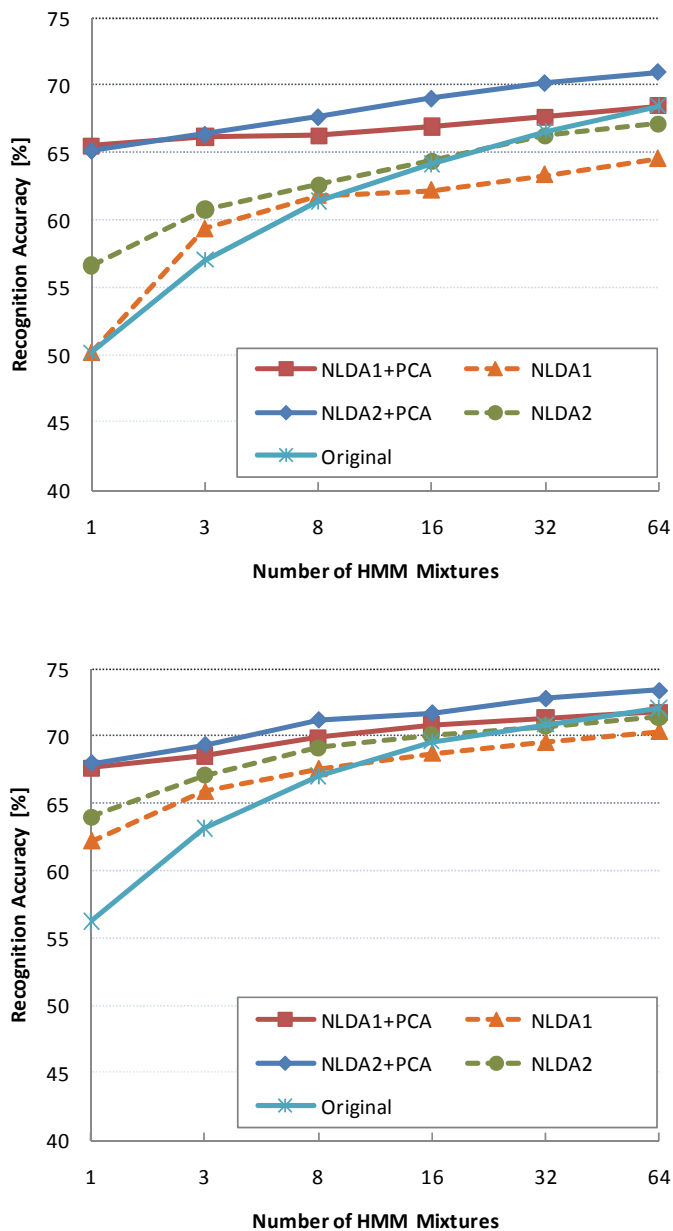 75
70
65
60
55
50
45
40
Recognition Accuracy [%]
NLDA1+PCA NLDA1
NLDA2+PCA NLDA2
Original
1 3 8 16 32 64
Number of HMM Mixtures
75
70
65
60
55
50
45
40
Recognition Accuracy [%]
NLDA1+PCA NLDA1
NLDA2+PCA NLDA2
Original
1 3 8 16 32 64
Number of HMM Mixtures